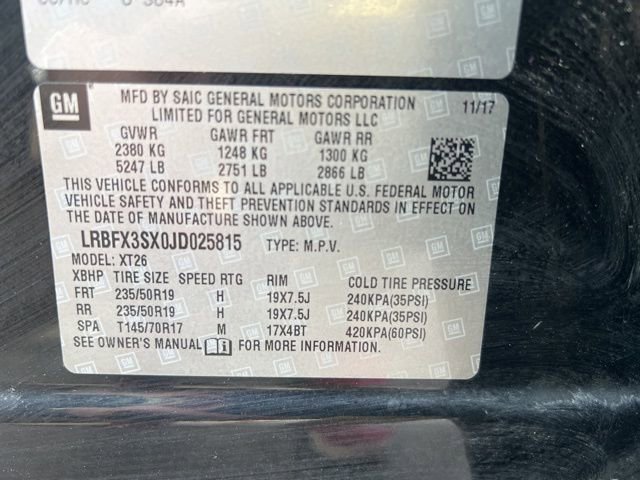 GM
MFD BY SAIC GENERAL MOTORS CORPORATION 11/17
LIMITED FOR GENERAL MOTORS LLC
GVWR GAWR FRT GAWR RR
2380 KG 1248 KG 1300 KG
5247 LB 2751 LB 2866 LB
THIS VEHICLE CONFORMS TO ALL APPLICABLE U.S. FEDERAL MOTOR
VEHICLE SAFETY AND THEFT PREVENTION STANDARDS IN EFFECT ON
THE DATE OF MANUFACTURE SHOWN ABOVE.
LRBFX3SX0JD025815 TYPE: M.P.V.
MODEL: XT26
XBHP TIRE SIZE SPEED RTG RIM COLD TIRE PRESSURE
FRT 235/50R19 H 19X7.5J 240KPA(35PSI)
RR 235/50R19 H 19X7.5J 240KPA(35PSI)
SPA T145/70R17 M 17X4BT 420KPA(60PSI)
SEE OWNER'S MANUAL FOR MORE INFORMATION.